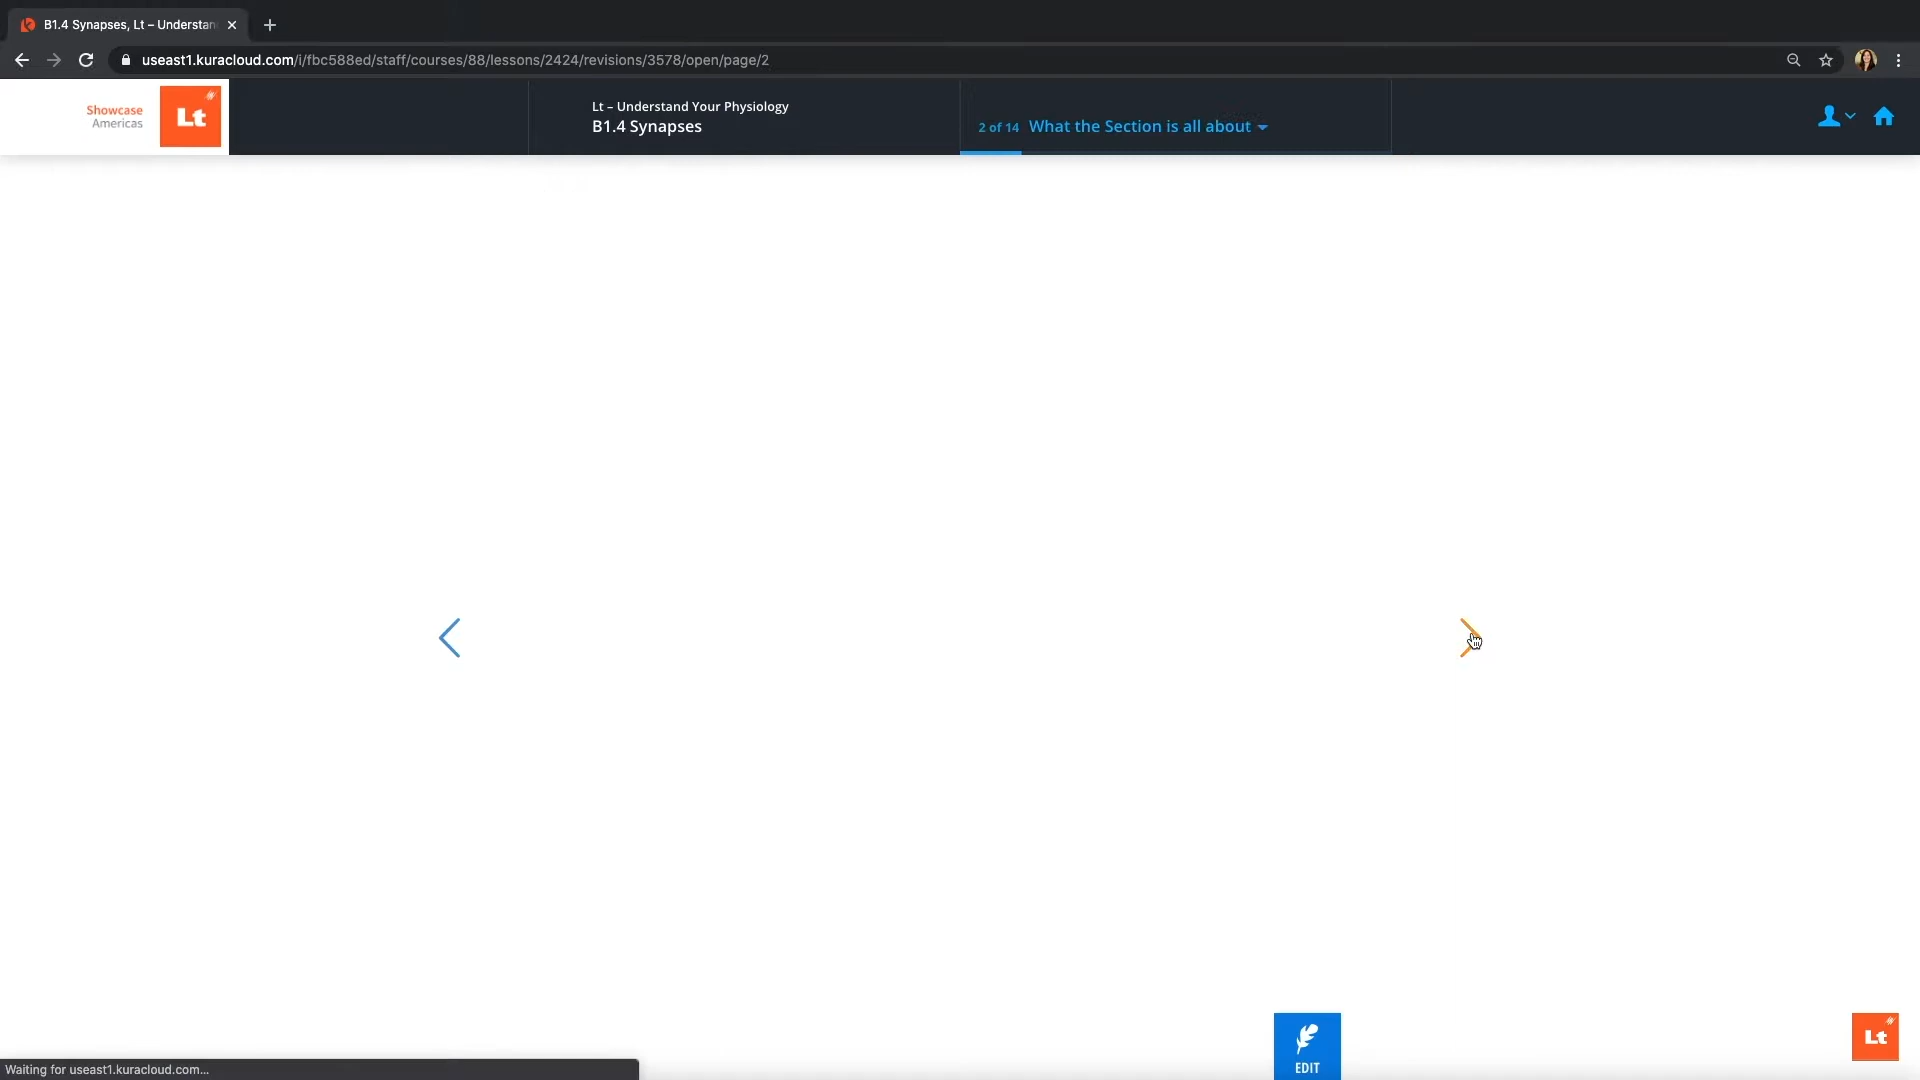 B1.4 Synapses, Lt – Understan
useast1.kuracloud.com/i/fbc588ed/staff/courses/88/lessons/2424/revisions/3578/open/page/2
Showcase
Americas
Lt
Lt – Understand Your Physiology
B1.4 Synapses
2 of 14 What the Section is all about
EDIT
Lt
Waiting for useast1.kuracloud.com...